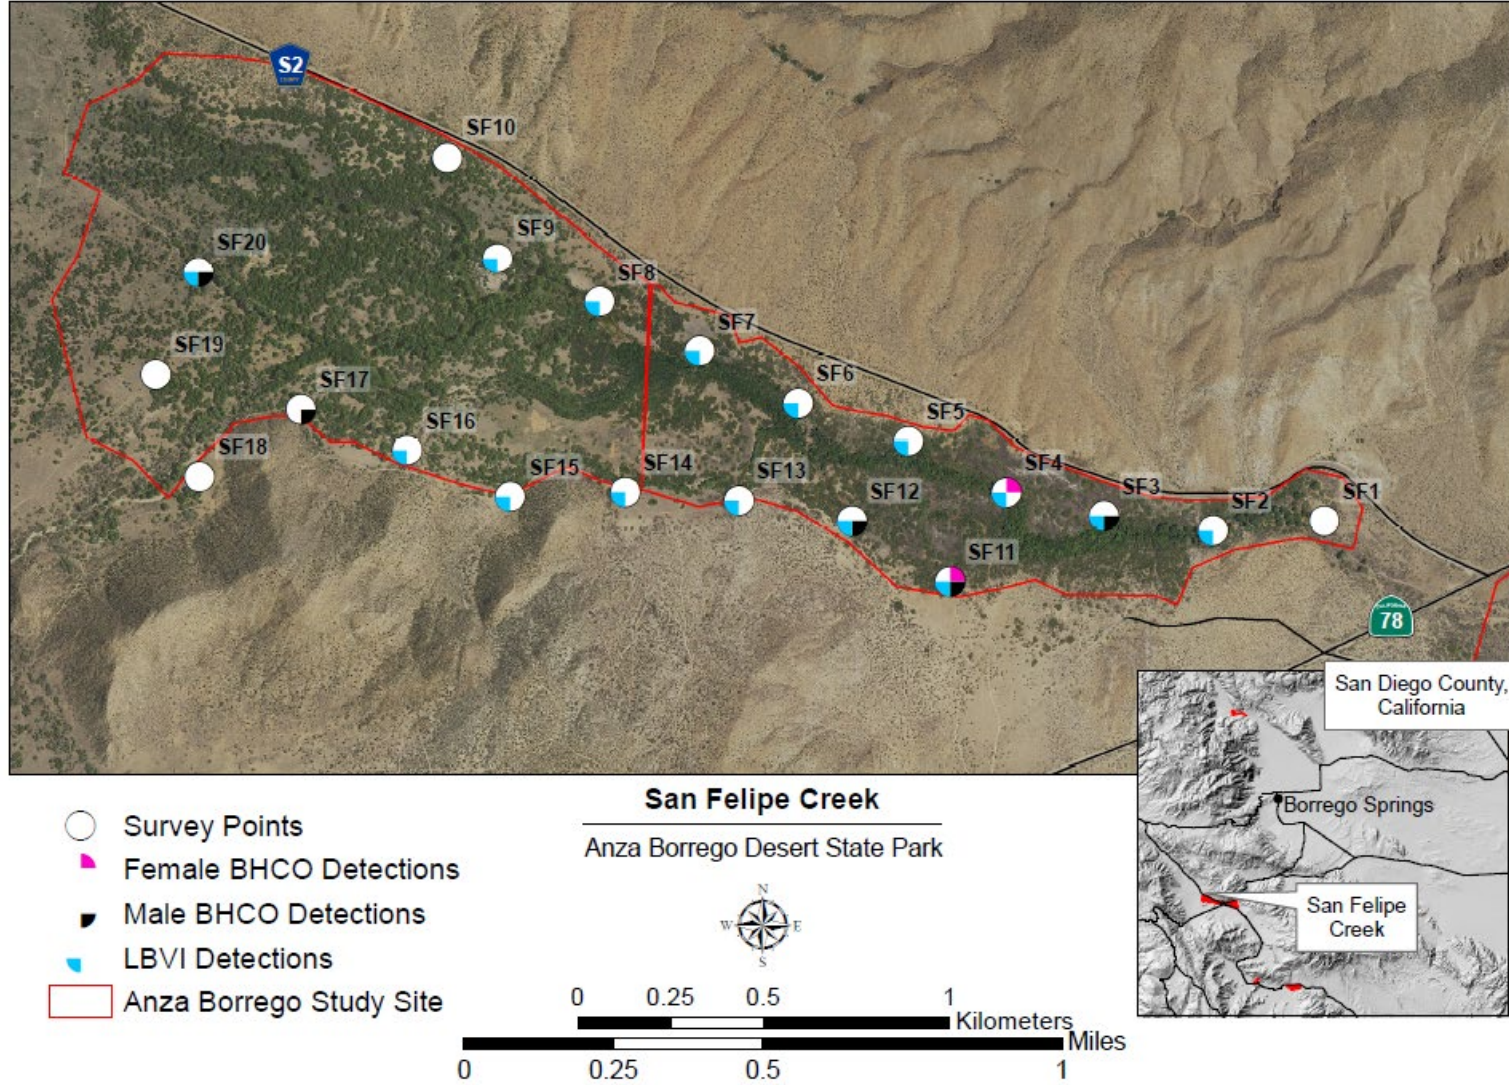 S2
SF10
SF9
SF20
SF8
SF7
SF19
SF6
SF17
SF5
SF16
SF18
SF15
SF14
SF13
SF4
SF12
SF3
SF2
SF1
SF11
78
San Diego County,
California
Borrego Springs
San Felipe
Creek
San Felipe Creek
Anza Borrego Desert State Park
Survey Points
Female BHCO Detections
Male BHCO Detections
LBVI Detections
Anza Borrego Study Site
N
W E
S
0 0.25 0.5 1
Kilometers
Miles
0 0.25 0.5 1